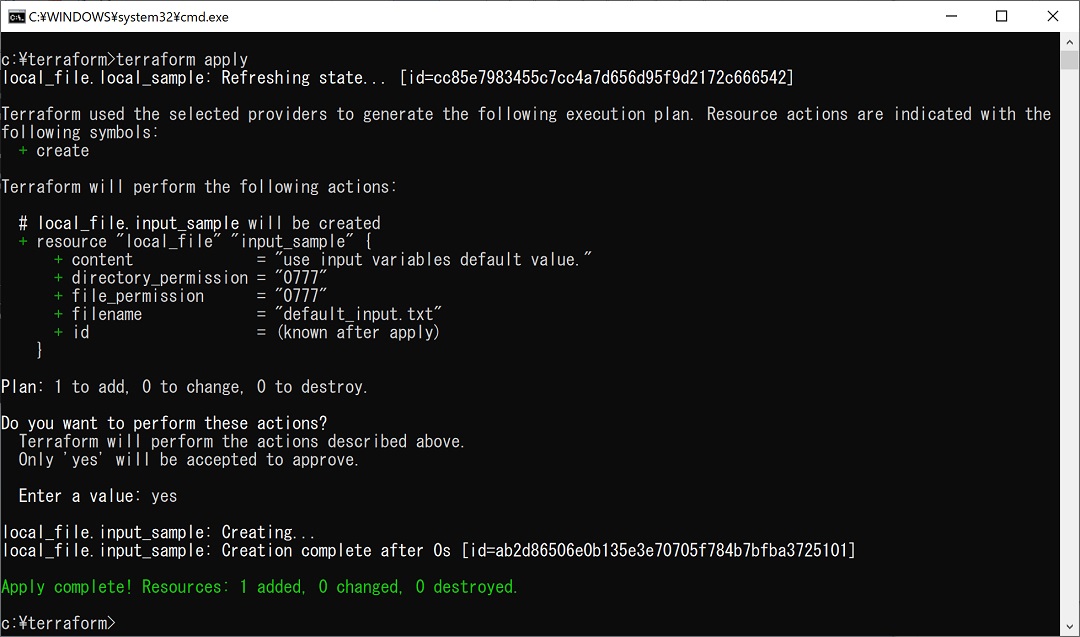 C:¥WINDOWS¥system32¥cmd.exe
c:¥terraform>terraform apply
local_file.local_sample: Refreshing state... [id=cc85e7983455c7cc4a7d656d95f9d2172c666542]
Terraform used the selected providers to generate the following execution plan. Resource actions are indicated with the
following symbols:
+ create
Terraform will perform the following actions:
# local_file.input_sample will be created
+ resource "local_file" "input_sample" {
+ content = "use input variables default value."
+ directory_permission = "0777"
+ file_permission = "0777"
+ filename = "default_input.txt"
+ id = (known after apply)
}
Plan: 1 to add, 0 to change, 0 to destroy.
Do you want to perform these actions?
Terraform will perform the actions described above.
Only 'yes' will be accepted to approve.
Enter a value: yes
local_file.input_sample: Creating...
local_file.input_sample: Creation complete after 0s [id=ab2d86506e0b135e3e70705f784b7bfba3725101]
Apply complete! Resources: 1 added, 0 changed, 0 destroyed.
c:¥terraform>